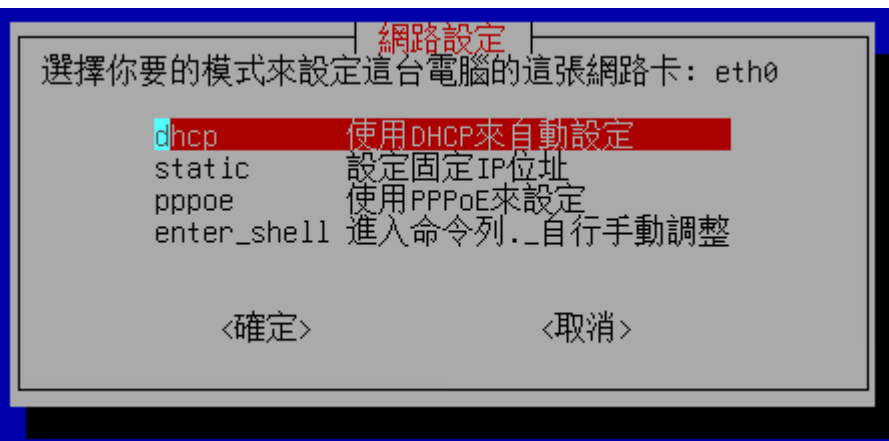 網路設定
選擇你要的模式來設定這台電腦的這張網路卡: eth0
dhcp 使用DHCP來自動設定
static 設定固定IP位址
pppoe 使用PPPoE來設定
enter_shell 進入命令列._自行手動調整
<確定> <取消>